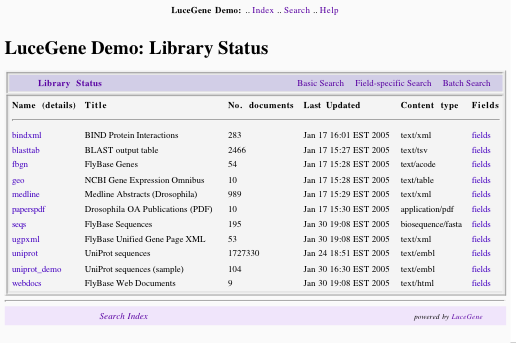 LuceGene Demo: .. Index .. Search .. Help
LuceGene Demo: Library Status
Library Status Basic Search Field-specific Search Batch Search
Name (details) Title No. documents Last Updated Content type Fields
bindxml BIND Protein Interactions 283 Jan 17 16:01 EST 2005 text/xml fields
blasttab BLAST output table 2466 Jan 17 15:27 EST 2005 text/tsv fields
fbgn FlyBase Genes 54 Jan 17 15:28 EST 2005 text/acode fields
geo NCBI Gene Expression Omnibus 10 Jan 17 15:28 EST 2005 text/table fields
medline Medline Abstracts (Drosophila) 989 Jan 17 15:29 EST 2005 text/xml fields
paperspdf Drosophila OA Publications (PDF) 10 Jan 17 15:30 EST 2005 application/pdf fields
seqs FlyBase Sequences 195 Jan 30 19:08 EST 2005 biosequence/fasta fields
ugpxml FlyBase Unified Gene Page XML 53 Jan 30 19:08 EST 2005 text/xml fields
uniprot UniProt sequences 1727330 Jan 24 18:51 EST 2005 text/embl fields
uniprot_demo UniProt sequences (sample) 104 Jan 30 16:30 EST 2005 text/embl fields
webdocs FlyBase Web Documents 9 Jan 30 19:08 EST 2005 text/html fields
Search Index powered by LuceGene